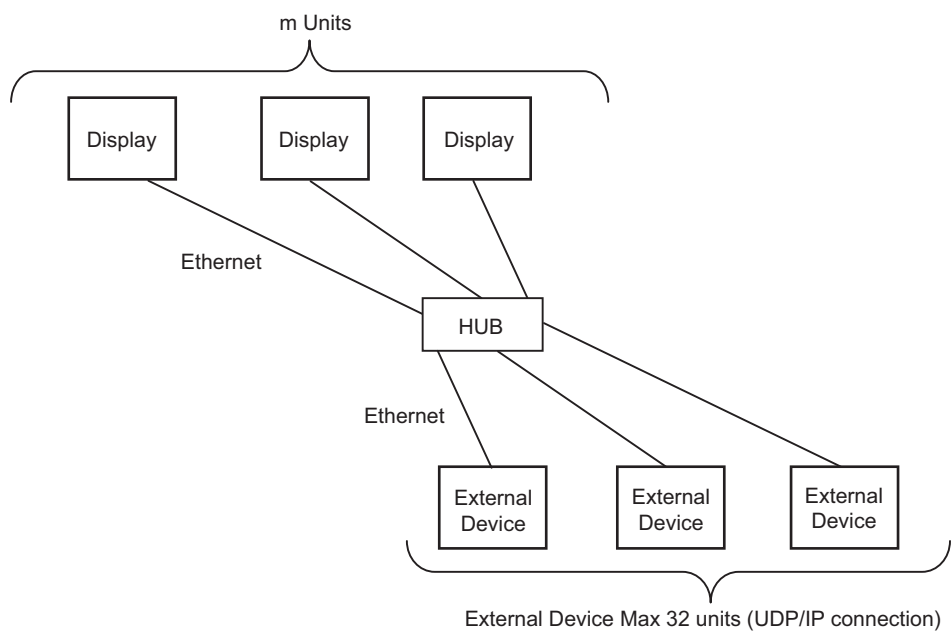 m Units
Display
Display
Display
Ethernet
HUB
Ethernet
External
Device
External
Device
External
Device
External Device Max 32 units (UDP/IP connection)